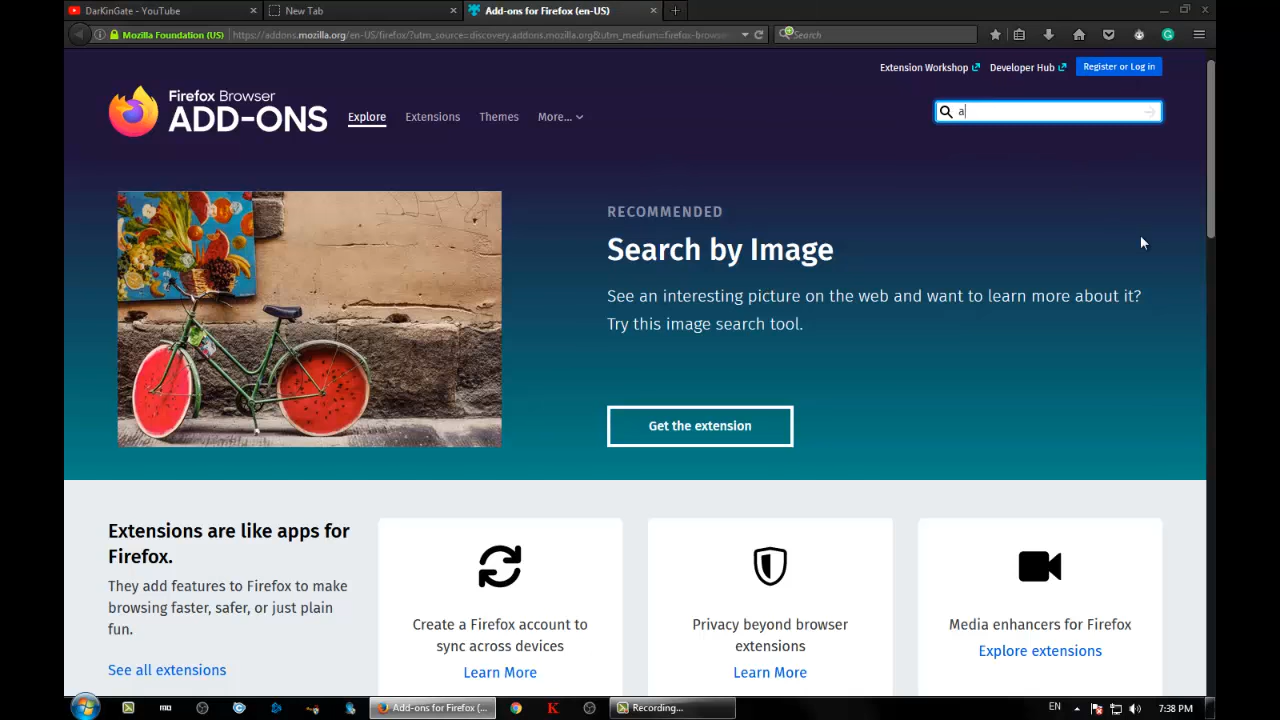 DarKinGate - YouTube
New Tab
Add-ons for Firefox (en-US)
Mozilla Foundation (US)
https://addons.mozilla.org/en-US/firefox/?utm_source=discovery.addons.mozilla.org&utm_medium=firefox-browser
Search
Extension Workshop
Developer Hub
Register or Log in
Firefox Browser
ADD-ONS
Explore
Extensions
Themes
More...
a
RECOMMENDED
Search by Image
See an interesting picture on the web and want to learn more about it?
Try this image search tool.
Get the extension
Extensions are like apps for
Firefox.
They add features to Firefox to make
browsing faster, safer, or just plain
fun.
See all extensions
Create a Firefox account to
sync across devices
Learn More
Privacy beyond browser
extensions
Learn More
Media enhancers for Firefox
Explore extensions
Add-ons for Firefox (...
Recording...
EN
7:38 PM